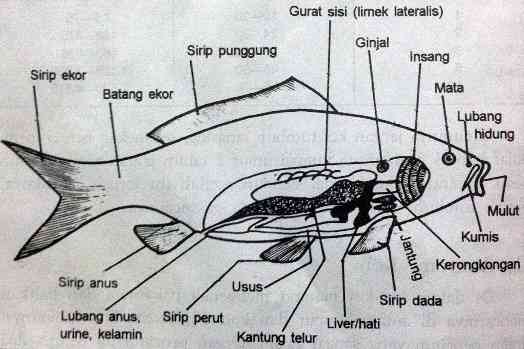 Gurat sisi (limek lateralis)
Ginjal
Sirip punggung
Insang
Sirip ekor
Mata
Batang ekor
Lubang
hidung
Mulut
Kumis
Jantung
Kerongkongan
Sirip anus
Usus
Sirip dada
Lubang anus,
urine, kelamin
Sirip perut
Kantung telur
Liver/hati